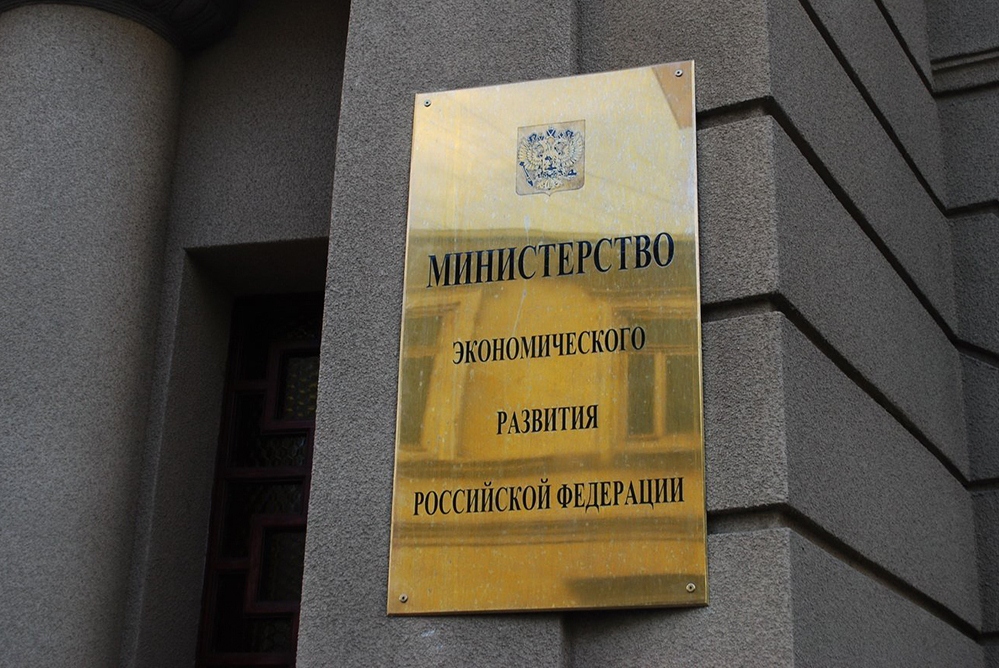 МИНИСТЕРСТВО
ЭКОНОМИЧЕСКОГО
РАЗВИТИЯ
РОССИЙСКОЙ ФЕДЕРАЦИИ